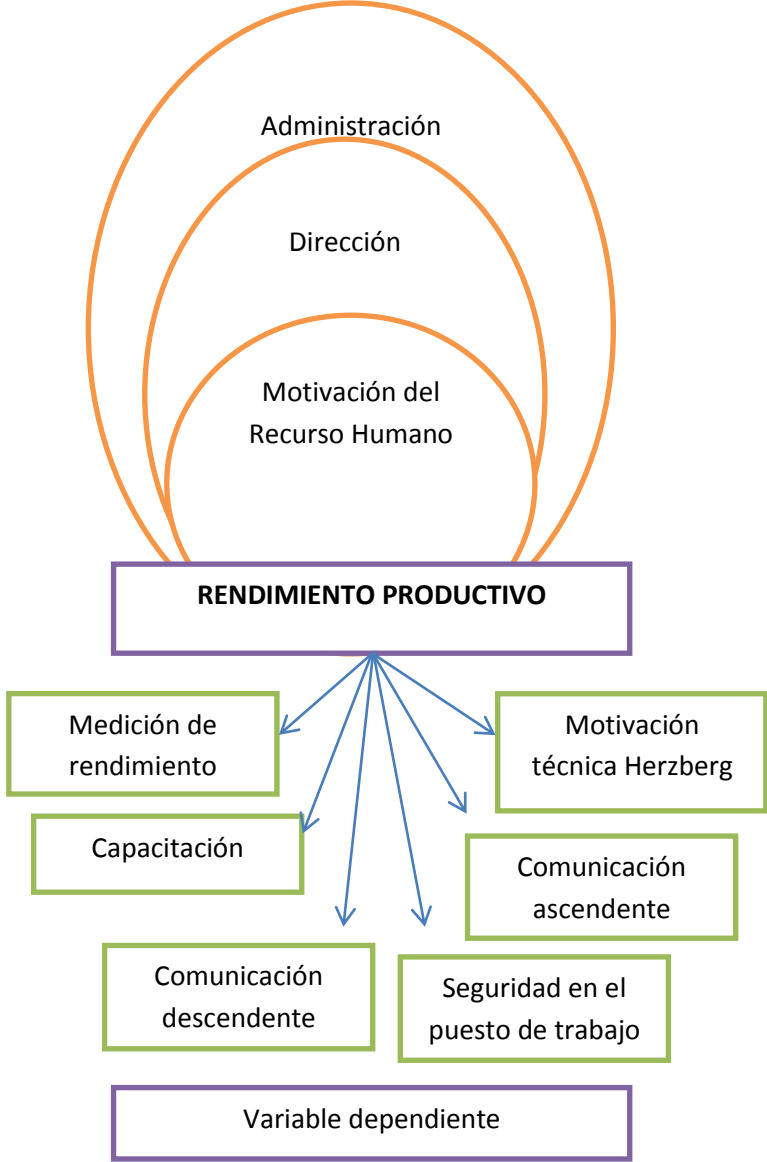 Administración
Dirección
Motivación del
Recurso Humano
RENDIMIENTO PRODUCTIVO
Medición de
rendimiento
Motivación
técnica Herzberg
Capacitación
Comunicación
ascendente
Comunicación
descendente
Seguridad en el
puesto de trabajo
Variable dependiente